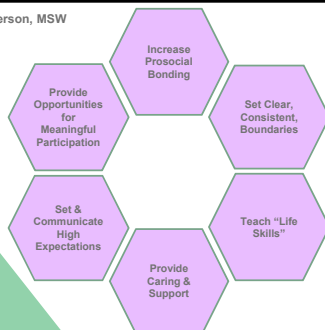 erson, MSW
Increase
Prosocial
Bonding
Provide
Opportunities
for
Meaningful
Participation
Set Clear,
Consistent,
Boundaries
Set &
Communicate
High
Expectations
Teach “Life
Skills”
Provide
Caring &
Support